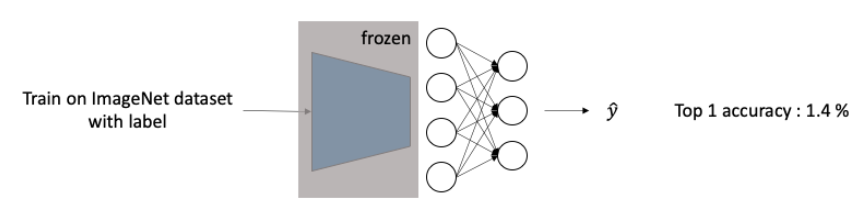 frozen
Train on ImageNet dataset
with label
ŷ
Top 1 accuracy : 1.4 %